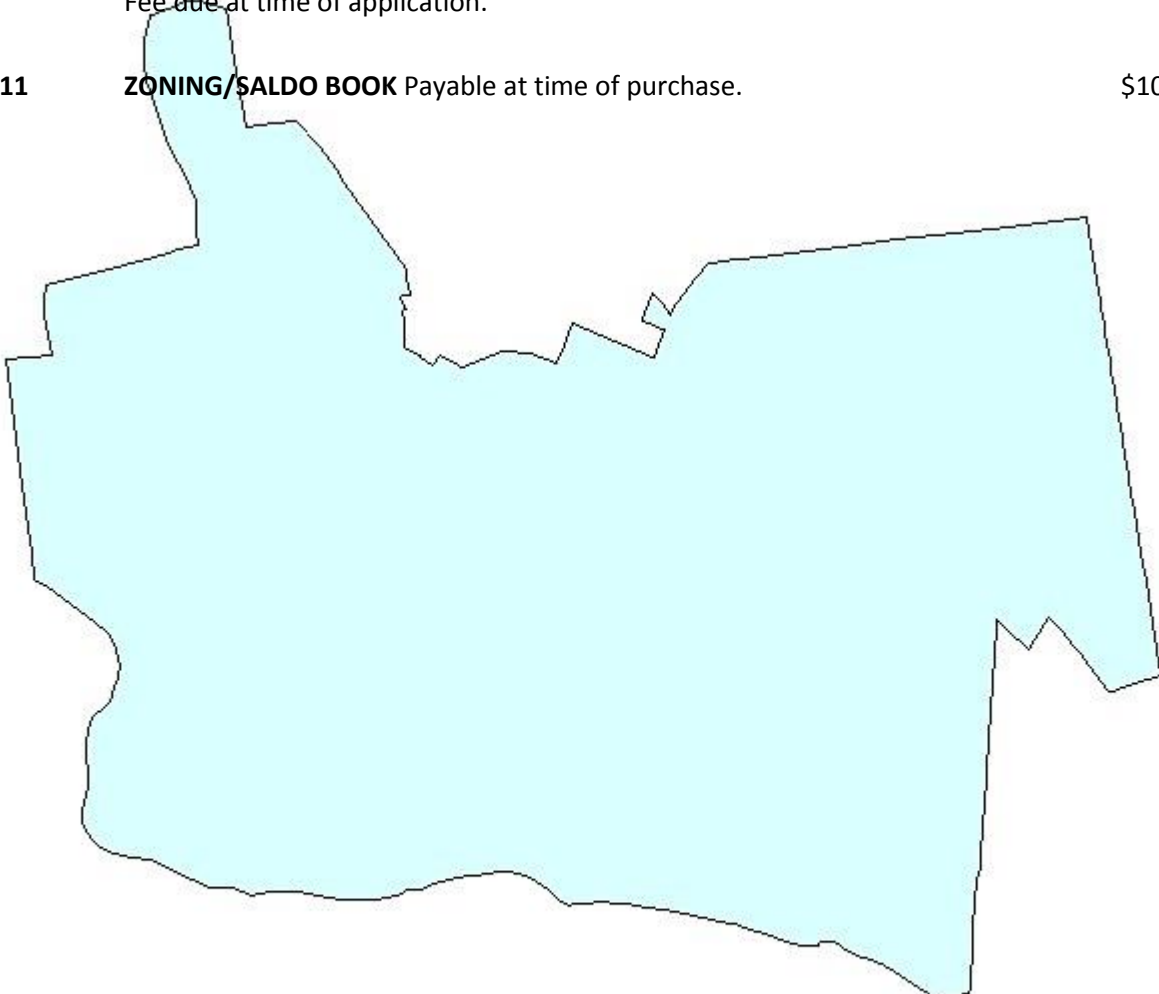 Fee due at time of application.
11 ZONING/SALDO BOOK Payable at time of purchase. $10